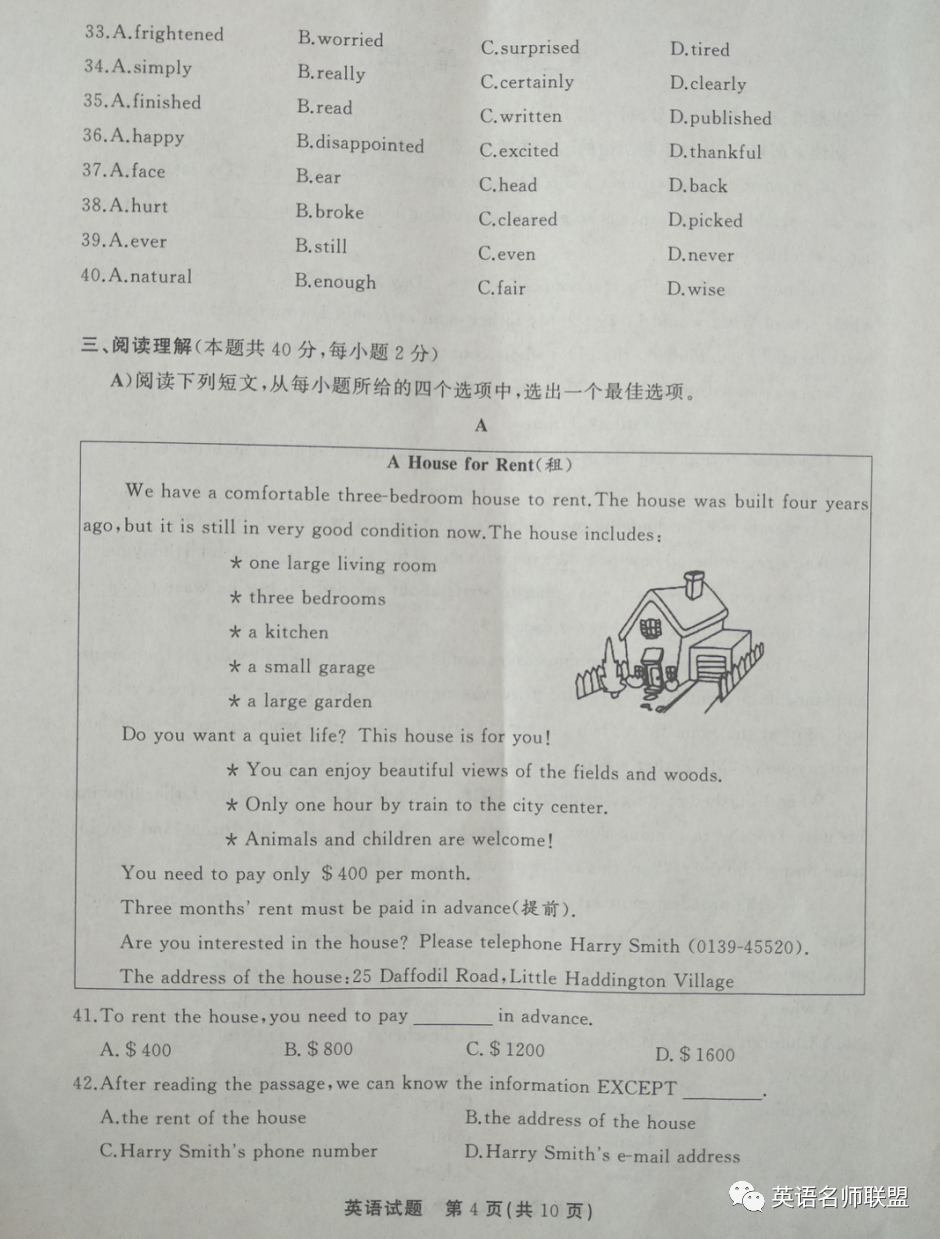 33.A.frightened B.worried C.surprised D.tired
34.A.simply B.really C.certainly D.clearly
35.A.finished B.read C.written D.published
36.A.happy B.disappointed C.excited D.thankful
37.A.face B.ear C.head D.back
38.A.hurt B.broke C.cleared D.picked
39.A.ever B.still C.even D.never
40.A.natural B.enough C.fair D.wise
三、阅读理解(本题共 40 分,每小题 2 分)
A)阅读下列短文,从每小题所给的四个选项中,选出一个最佳选项。
A
A House for Rent(租)
We have a comfortable three-bedroom house to rent.The house was built four years
ago,but it is still in very good condition now.The house includes:
* one large living room
* three bedrooms
* a kitchen
* a small garage
* a large garden
Do you want a quiet life? This house is for you!
* You can enjoy beautiful views of the fields and woods.
* Only one hour by train to the city center.
* Animals and children are welcome!
You need to pay only $400 per month.
Three months' rent must be paid in advance(提前).
Are you interested in the house? Please telephone Harry Smith (0139-45520).
The address of the house:25 Daffodil Road,Little Haddington Village
41.To rent the house,you need to pay ________ in advance.
A.$400 B.$800 C.$1200 D.$1600
42.After reading the passage,we can know the information EXCEPT ________.
A.the rent of the house B.the address of the house
C.Harry Smith's phone number D.Harry Smith's e-mail address
英语试题 第 4 页(共 10 页)
英语名师联盟